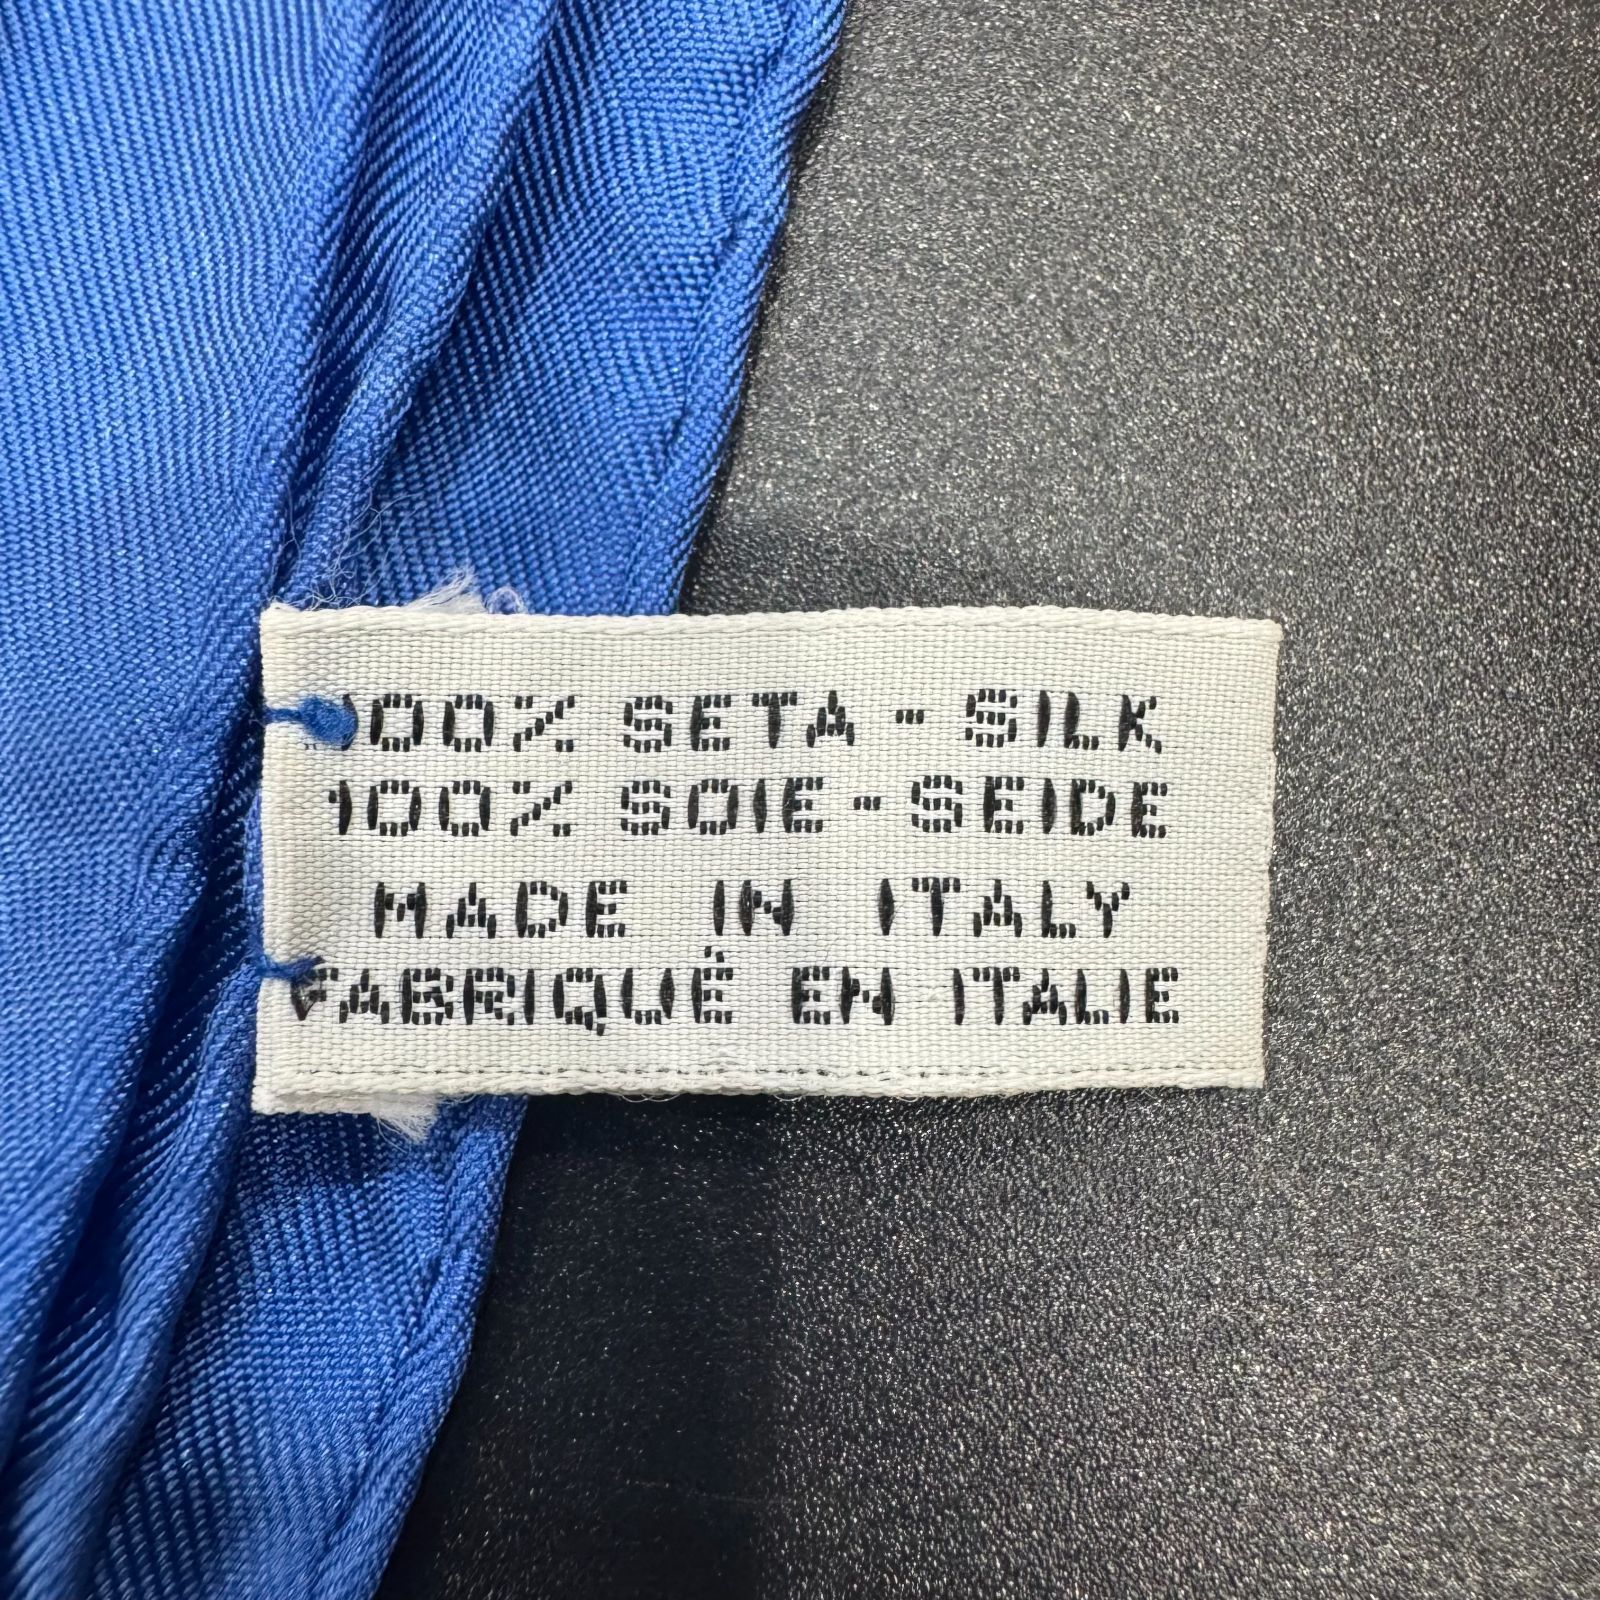 100% SETA - SILK
100% SOIE - SEIDE
MADE IN ITALY
FABRIQUÉ EN ITALIE